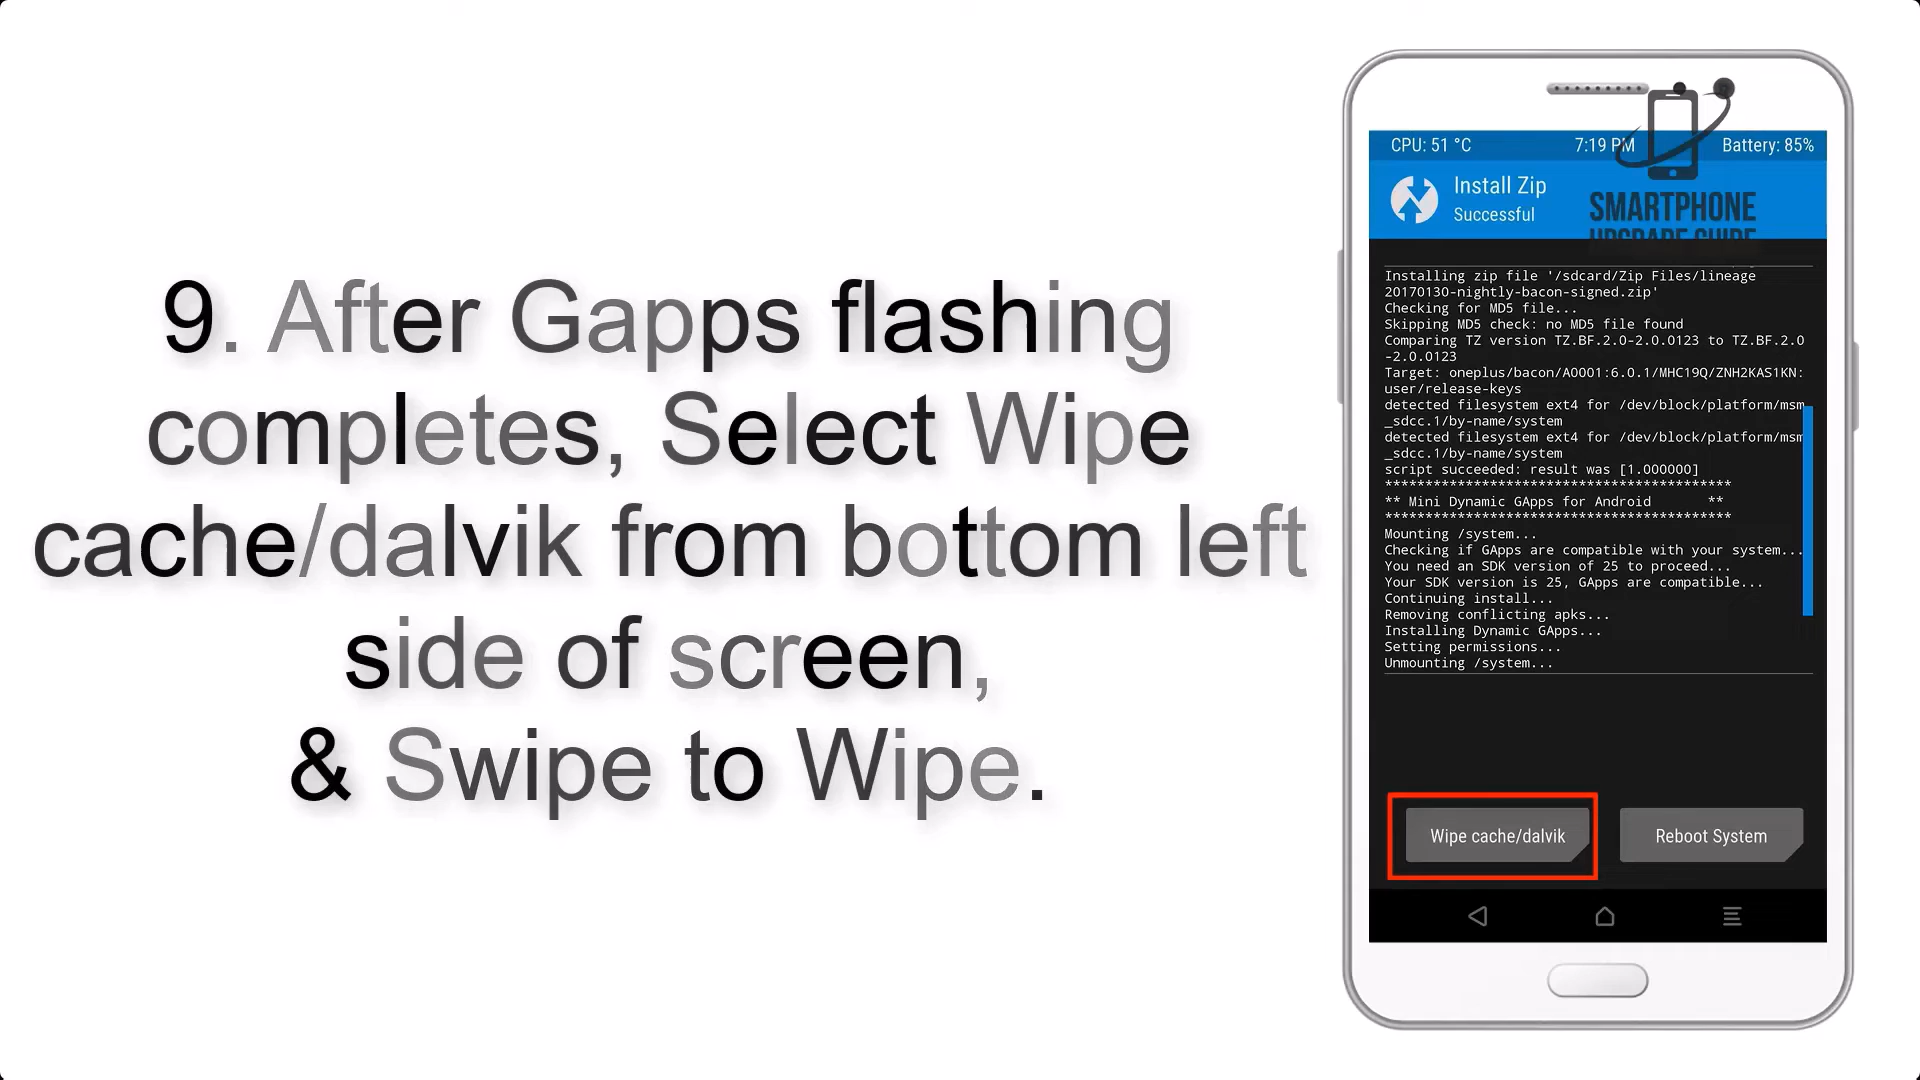 9. After Gapps flashing
completes, Select Wipe
cache/dalvik from bottom left
side of screen,
& Swipe to Wipe.
CPU: 51 °C 7:19 PM Battery: 85%
Install Zip
Successful
SMARTPHONE
UPGRADE GUIDE
Installing zip file '/sdcard/Zip Files/lineage
20170130-nightly-bacon-signed.zip'
Checking for MD5 file...
Skipping MD5 check: no MD5 file found
Comparing TZ version TZ.BF.2.0-2.0.0123 to TZ.BF.2.0
-2.0.0123
Target: oneplus/bacon/A0001:6.0.1/MHC19Q/ZNH2KAS1KN:
user/release-keys
detected filesystem ext4 for /dev/block/platform/msm
_sdcc.1/by-name/system
detected filesystem ext4 for /dev/block/platform/msm
_sdcc.1/by-name/system
script succeeded: result was [1.000000]
*******************************************
** Mini Dynamic GApps for Android **
*******************************************
Mounting /system...
Checking if GApps are compatible with your system...
You need an SDK version of 25 to proceed...
Your SDK version is 25, GApps are compatible...
Continuing install...
Removing conflicting apks...
Installing Dynamic GApps...
Setting permissions...
Unmounting /system...
Wipe cache/dalvik Reboot System